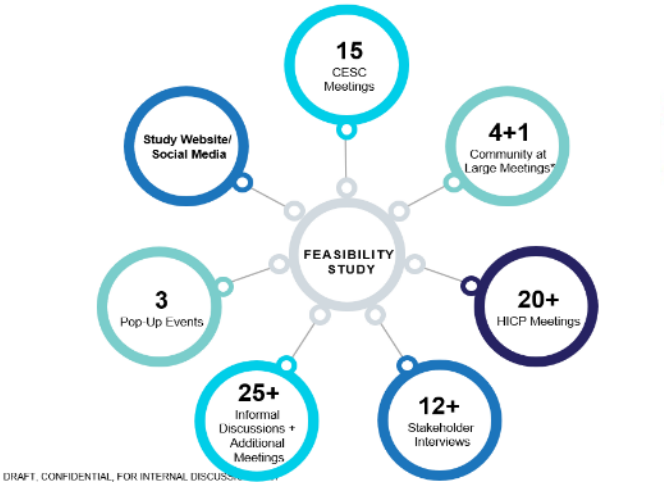 15
CESC
Meetings
4+1
Community at
Large Meetings*
Study Website/
Social Media
FEASIBILITY
STUDY
20+
HICP Meetings
3
Pop-Up Events
25+
Informal
Discussions +
Additional
Meetings
12+
Stakeholder
Interviews
DRAFT, CONFIDENTIAL, FOR INTERNAL